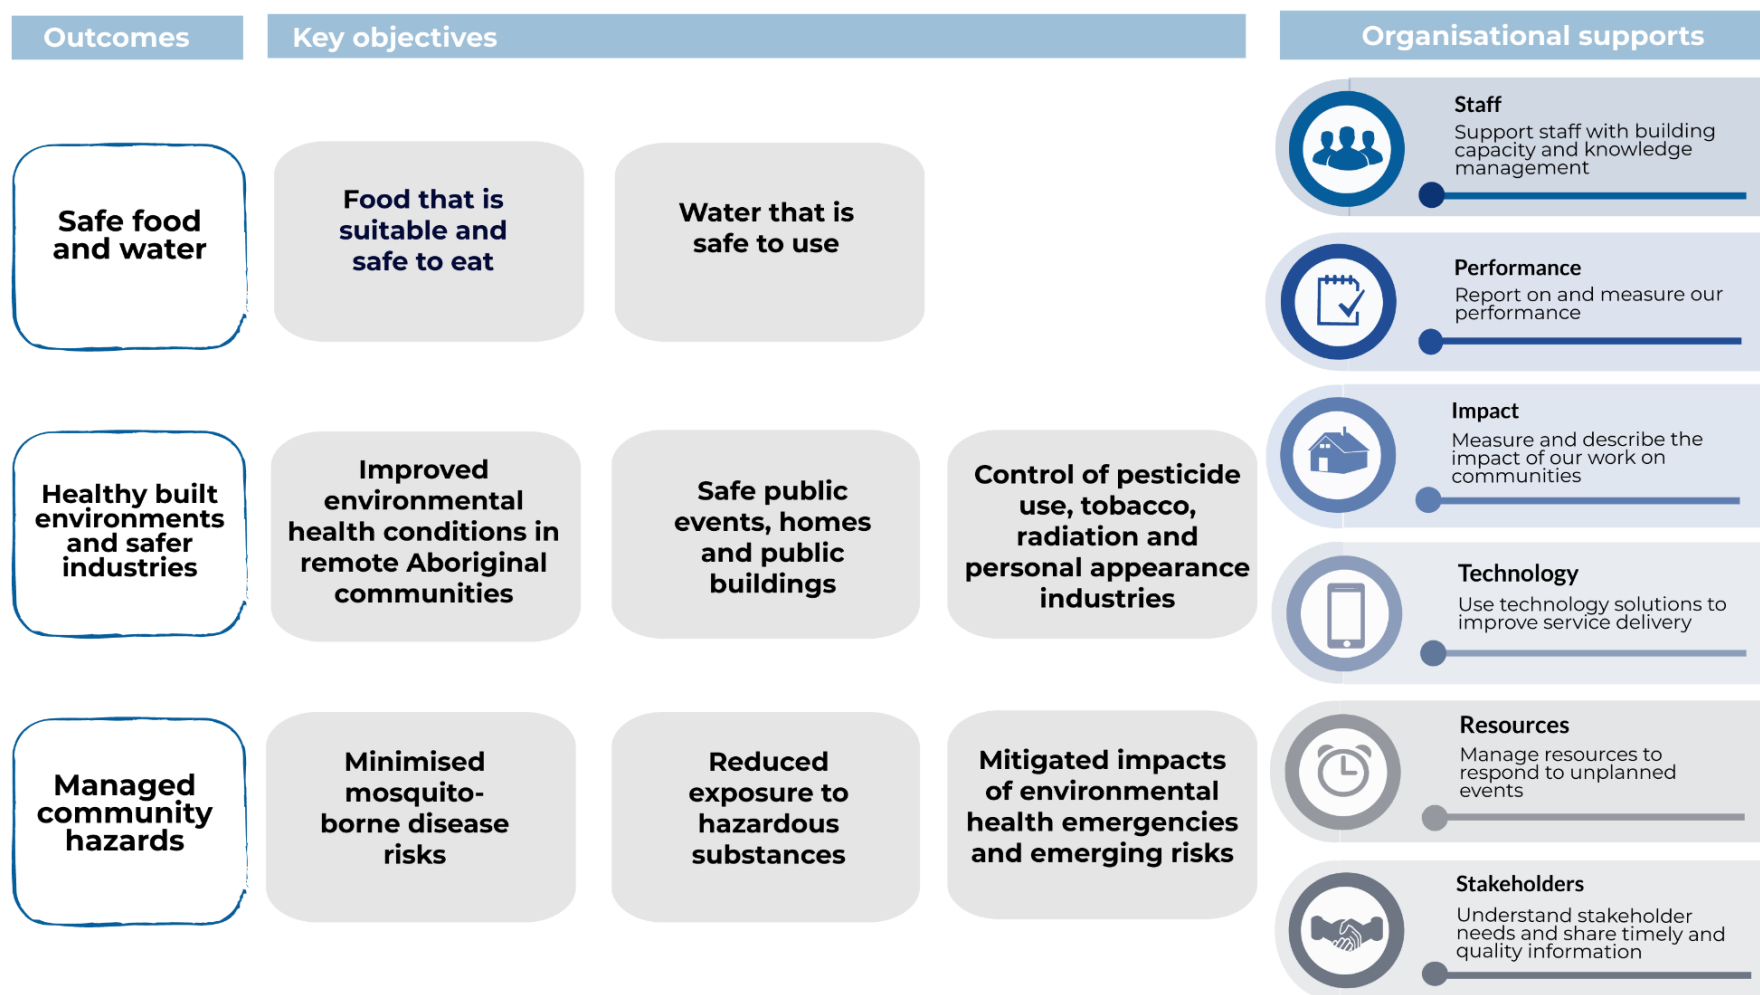 Outcomes
Key objectives
Organisational supports
Safe food
and water
Food that is
suitable and
safe to eat
Water that is
safe to use
Healthy built
environments
and safer
industries
Improved
environmental
health conditions in
remote Aboriginal
communities
Safe public
events, homes
and public
buildings
Control of pesticide
use, tobacco,
radiation and
personal appearance
industries
Managed
community
hazards
Minimised
mosquito-
borne disease
risks
Reduced
exposure to
hazardous
substances
Mitigated impacts
of environmental
health emergencies
and emerging risks
Staff
Support staff with building
capacity and knowledge
management
Performance
Report on and measure our
performance
Impact
Measure and describe the
impact of our work on
communities
Technology
Use technology solutions to
improve service delivery
Resources
Manage resources to
respond to unplanned
events
Stakeholders
Understand stakeholder
needs and share timely and
quality information